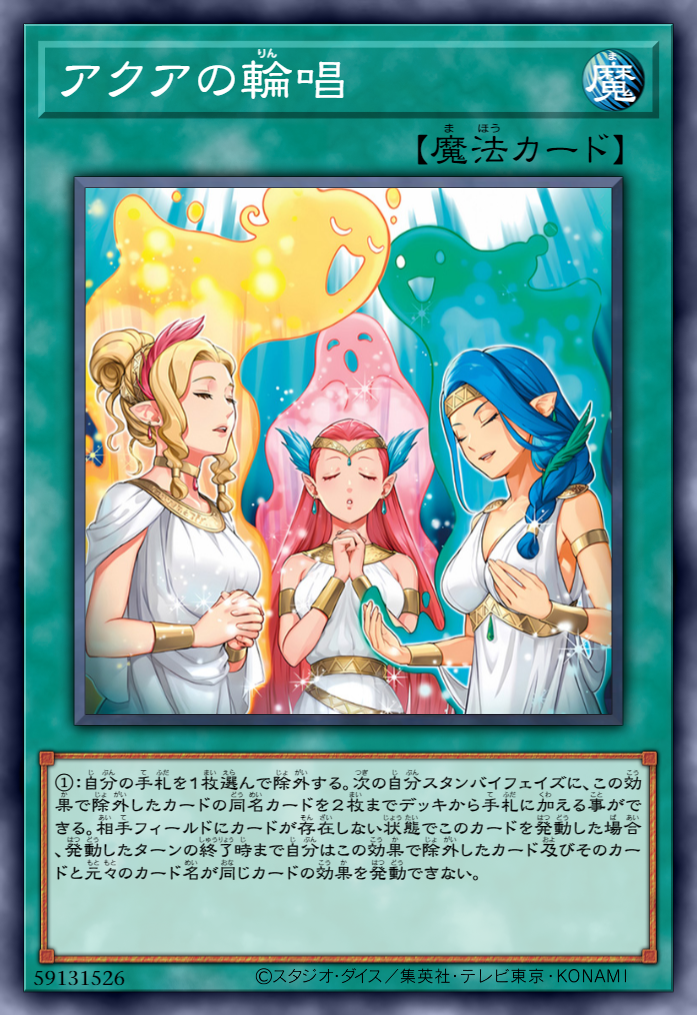 アクアの輪唱
魔
【魔法カード】
①:自分の手札を1枚選んで除外する。次の自分スタンバイフェイズに、この効
果で除外したカードの同名カードを2枚までデッキから手札に加える事がで
きる。相手フィールドにカードが存在しない状態でこのカードを発動した場合
、発動したターンの終了時まで自分はこの効果で除外したカード及びそのカー
ドと元々のカード名が同じカードの効果を発動できない。
59131526 ©スタジオ・ダイス/集英社・テレビ東京・KONAMI